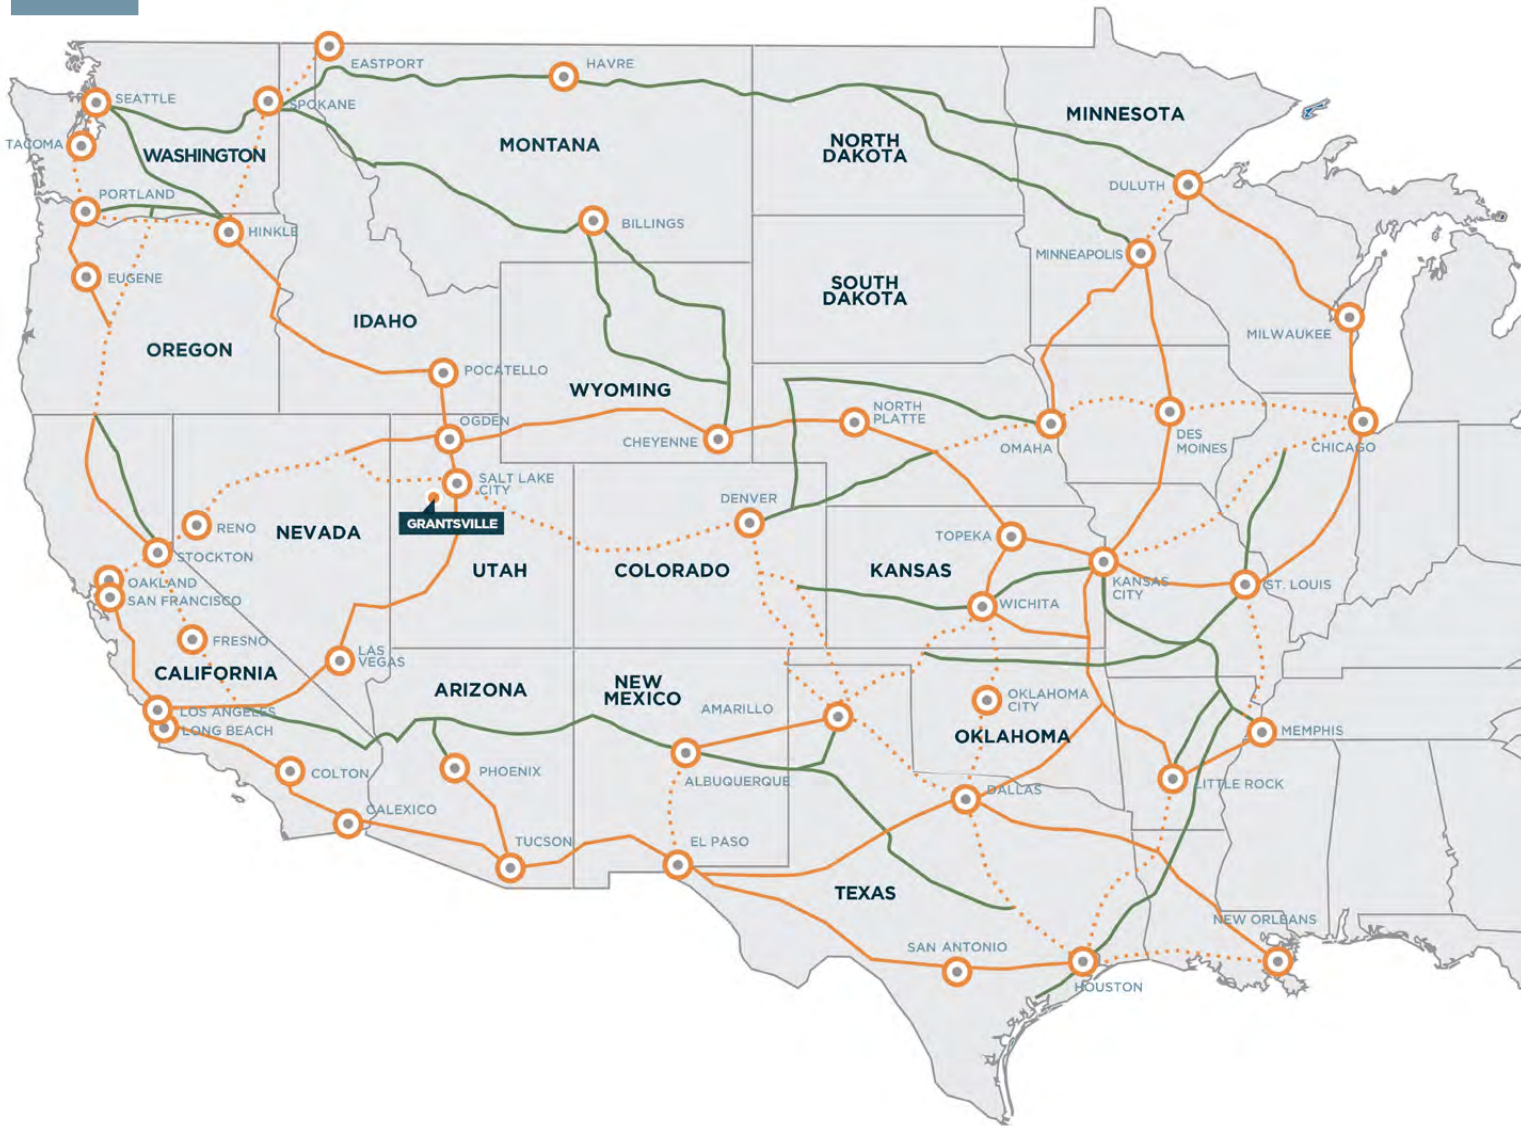 EASTPORT
HAVRE
SEATTLE
SPOKANE
MINNESOTA
TACOMA
WASHINGTON
MONTANA
NORTH
DAKOTA
DULUTH
PORTLAND
HINKLE
BILLINGS
MINNEAPOLIS
EUGENE
SOUTH
DAKOTA
IDAHO
MILWAUKEE
OREGON
POCATELLO
WYOMING
OGDEN
CHEYENNE
NORTH
PLATTE
OMAHA
DES
MOINES
CHICAGO
SALT LAKE
CITY
GRANTSVILLE
DENVER
RENO
NEVADA
TOPEKA
STOCKTON
UTAH
COLORADO
KANSAS
KANSAS
CITY
ST. LOUIS
OAKLAND
SAN FRANCISCO
WICHITA
FRESNO
LAS
VEGAS
CALIFORNIA
ARIZONA
NEW
MEXICO
AMARILLO
OKLAHOMA
CITY
LOS ANGELES
LONG BEACH
OKLAHOMA
MEMPHIS
COLTON
PHOENIX
ALBUQUERQUE
DALLAS
LITTLE ROCK
CALEXICO
TUCSON
EL PASO
TEXAS
NEW ORLEANS
SAN ANTONIO
HOUSTON